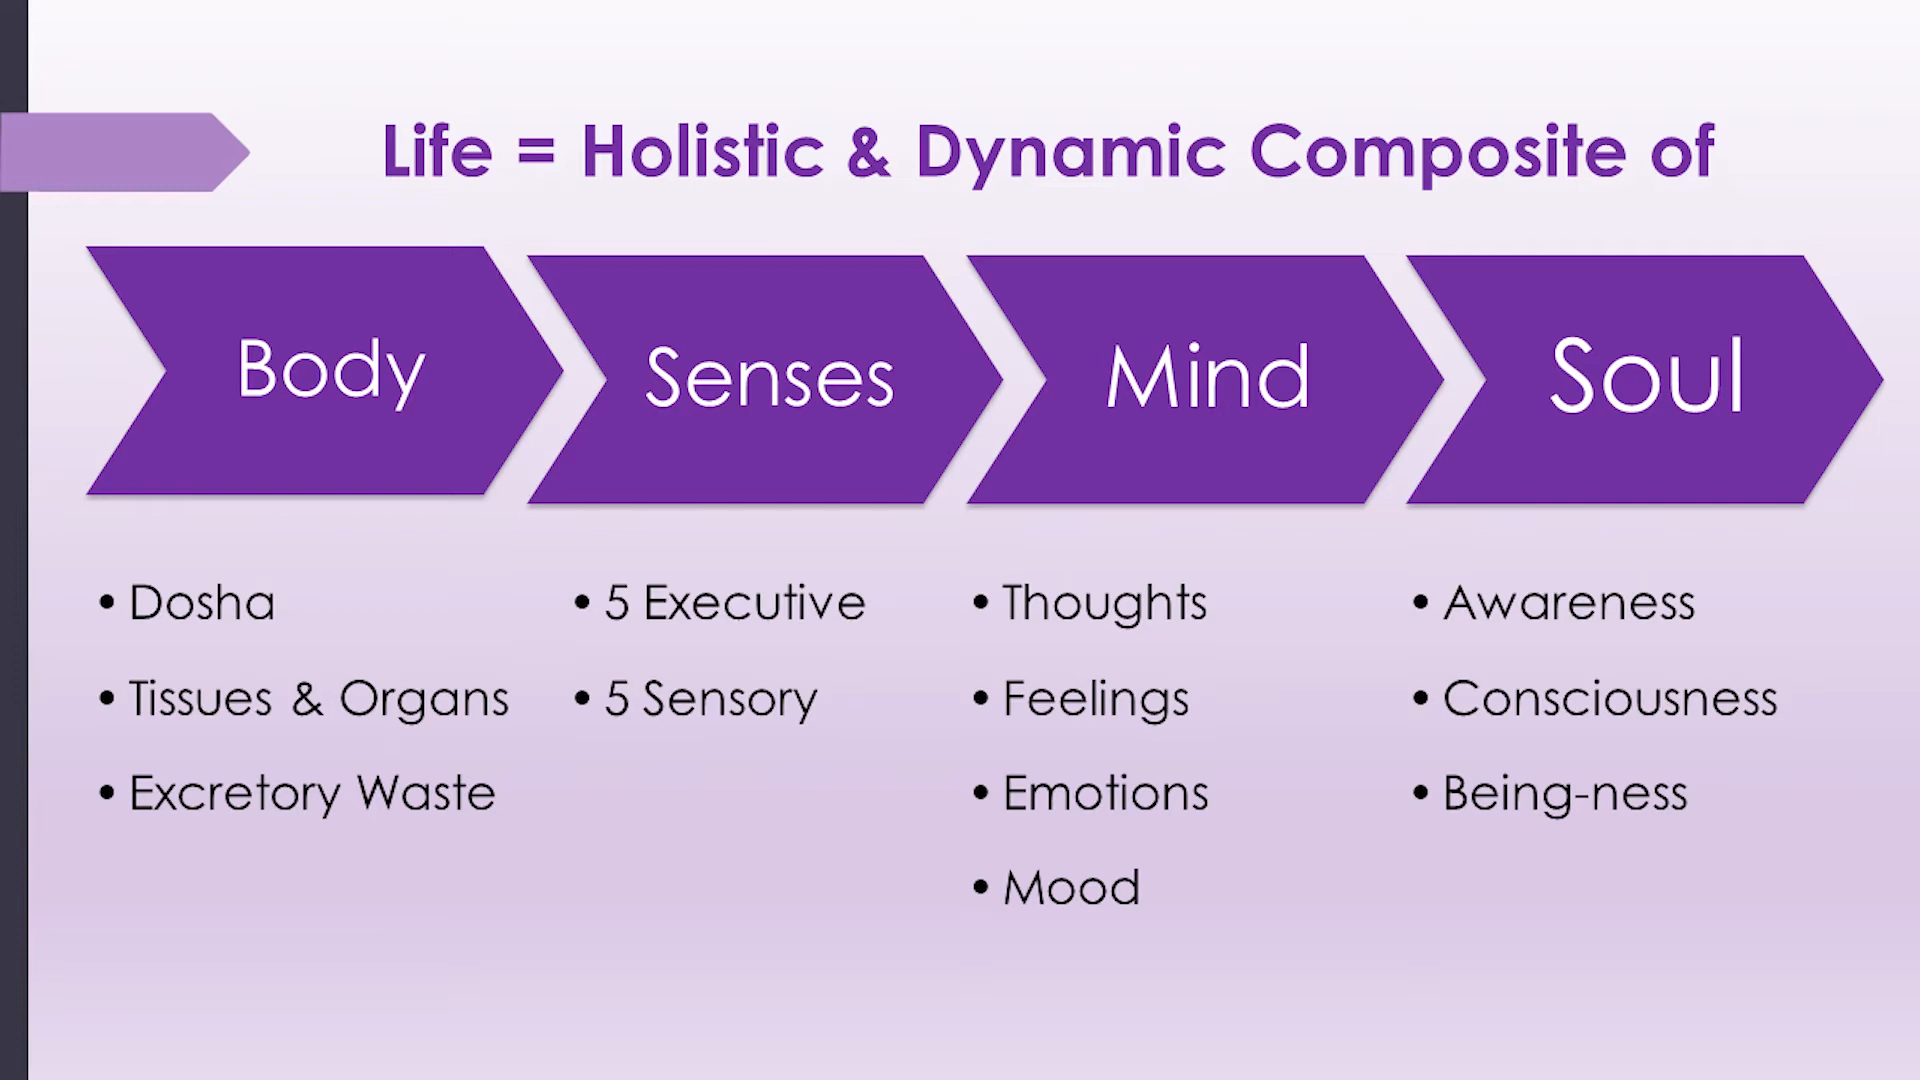 Life = Holistic & Dynamic Composite of
Body
Senses
Mind
Soul
• Dosha
• Tissues & Organs
• Excretory Waste
• 5 Executive
• 5 Sensory
• Thoughts
• Feelings
• Emotions
• Mood
• Awareness
• Consciousness
• Being-ness